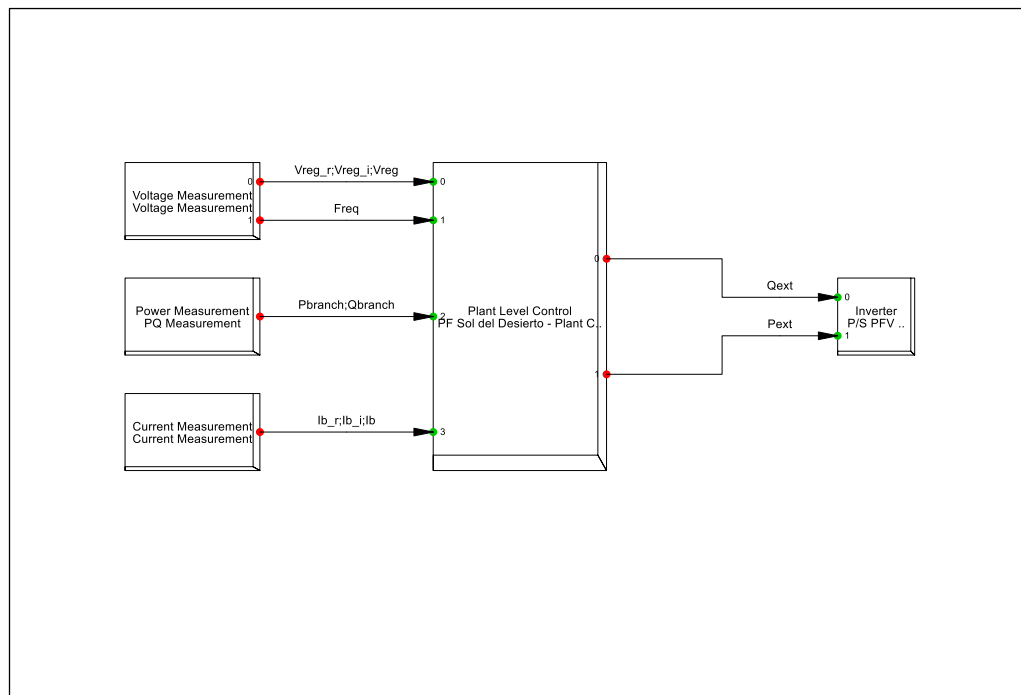 Vreg_r;Vreg_i;Vreg
0
0
Voltage Measurement
Voltage Measurement
Freq
1
1
0
Qext
0
Power Measurement
PQ Measurement
Pbranch;Qbranch
2
Plant Level Control
PF Sol del Desierto - Plant C..
Inverter
P/S PFV ..
Pext
1
1
Current Measurement
Current Measurement
Ib_r;Ib_i;Ib
3